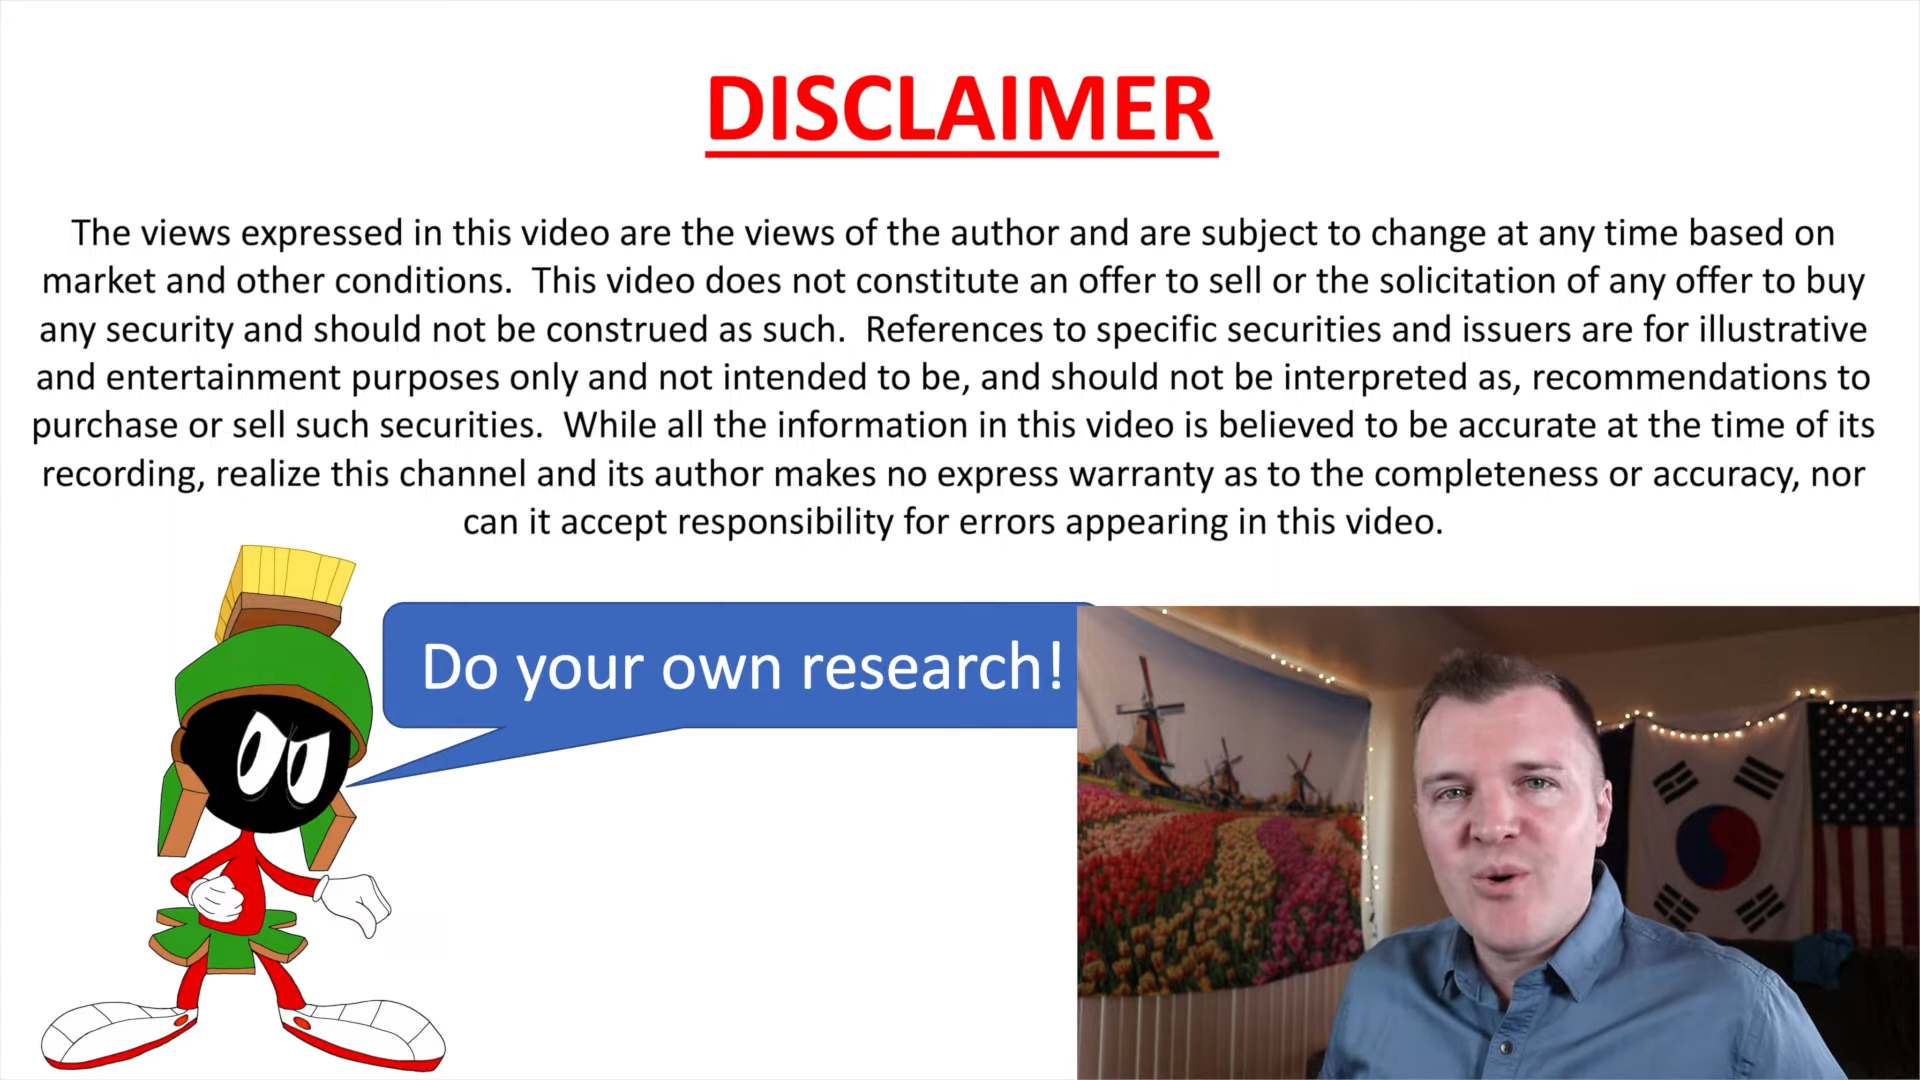 DISCLAIMER
The views expressed in this video are the views of the author and are subject to change at any time based on
market and other conditions.  This video does not constitute an offer to sell or the solicitation of any offer to buy
any security and should not be construed as such.  References to specific securities and issuers are for illustrative
and entertainment purposes only and not intended to be, and should not be interpreted as, recommendations to
purchase or sell such securities.  While all the information in this video is believed to be accurate at the time of its
recording, realize this channel and its author makes no express warranty as to the completeness or accuracy, nor
can it accept responsibility for errors appearing in this video.
Do your own research!